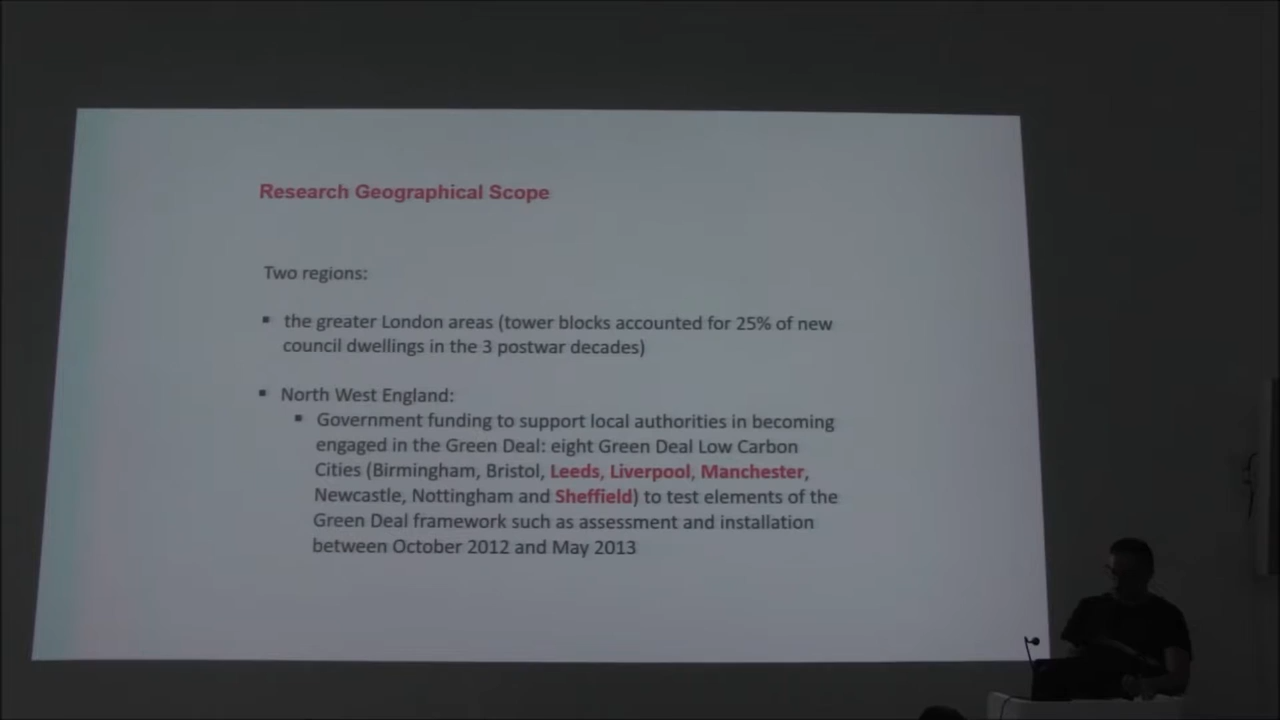 Research Geographical Scope
Two regions:
▪ the greater London areas (tower blocks accounted for 25% of new
council dwellings in the 3 postwar decades)
▪ North West England:
▪ Government funding to support local authorities in becoming
engaged in the Green Deal: eight Green Deal Low Carbon
Cities (Birmingham, Bristol, Leeds, Liverpool, Manchester,
Newcastle, Nottingham and Sheffield) to test elements of the
Green Deal framework such as assessment and installation
between October 2012 and May 2013